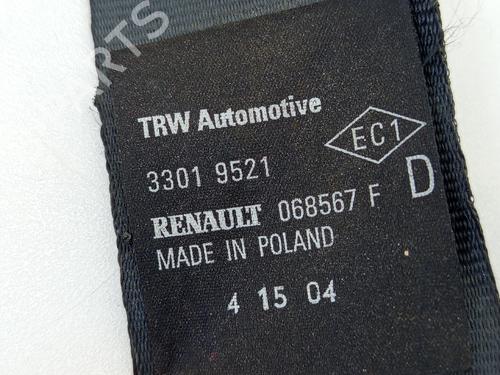 TRW Automotive
EC1
3301 9521
D
RENAULT 068567 F
MADE IN POLAND
4 15 04